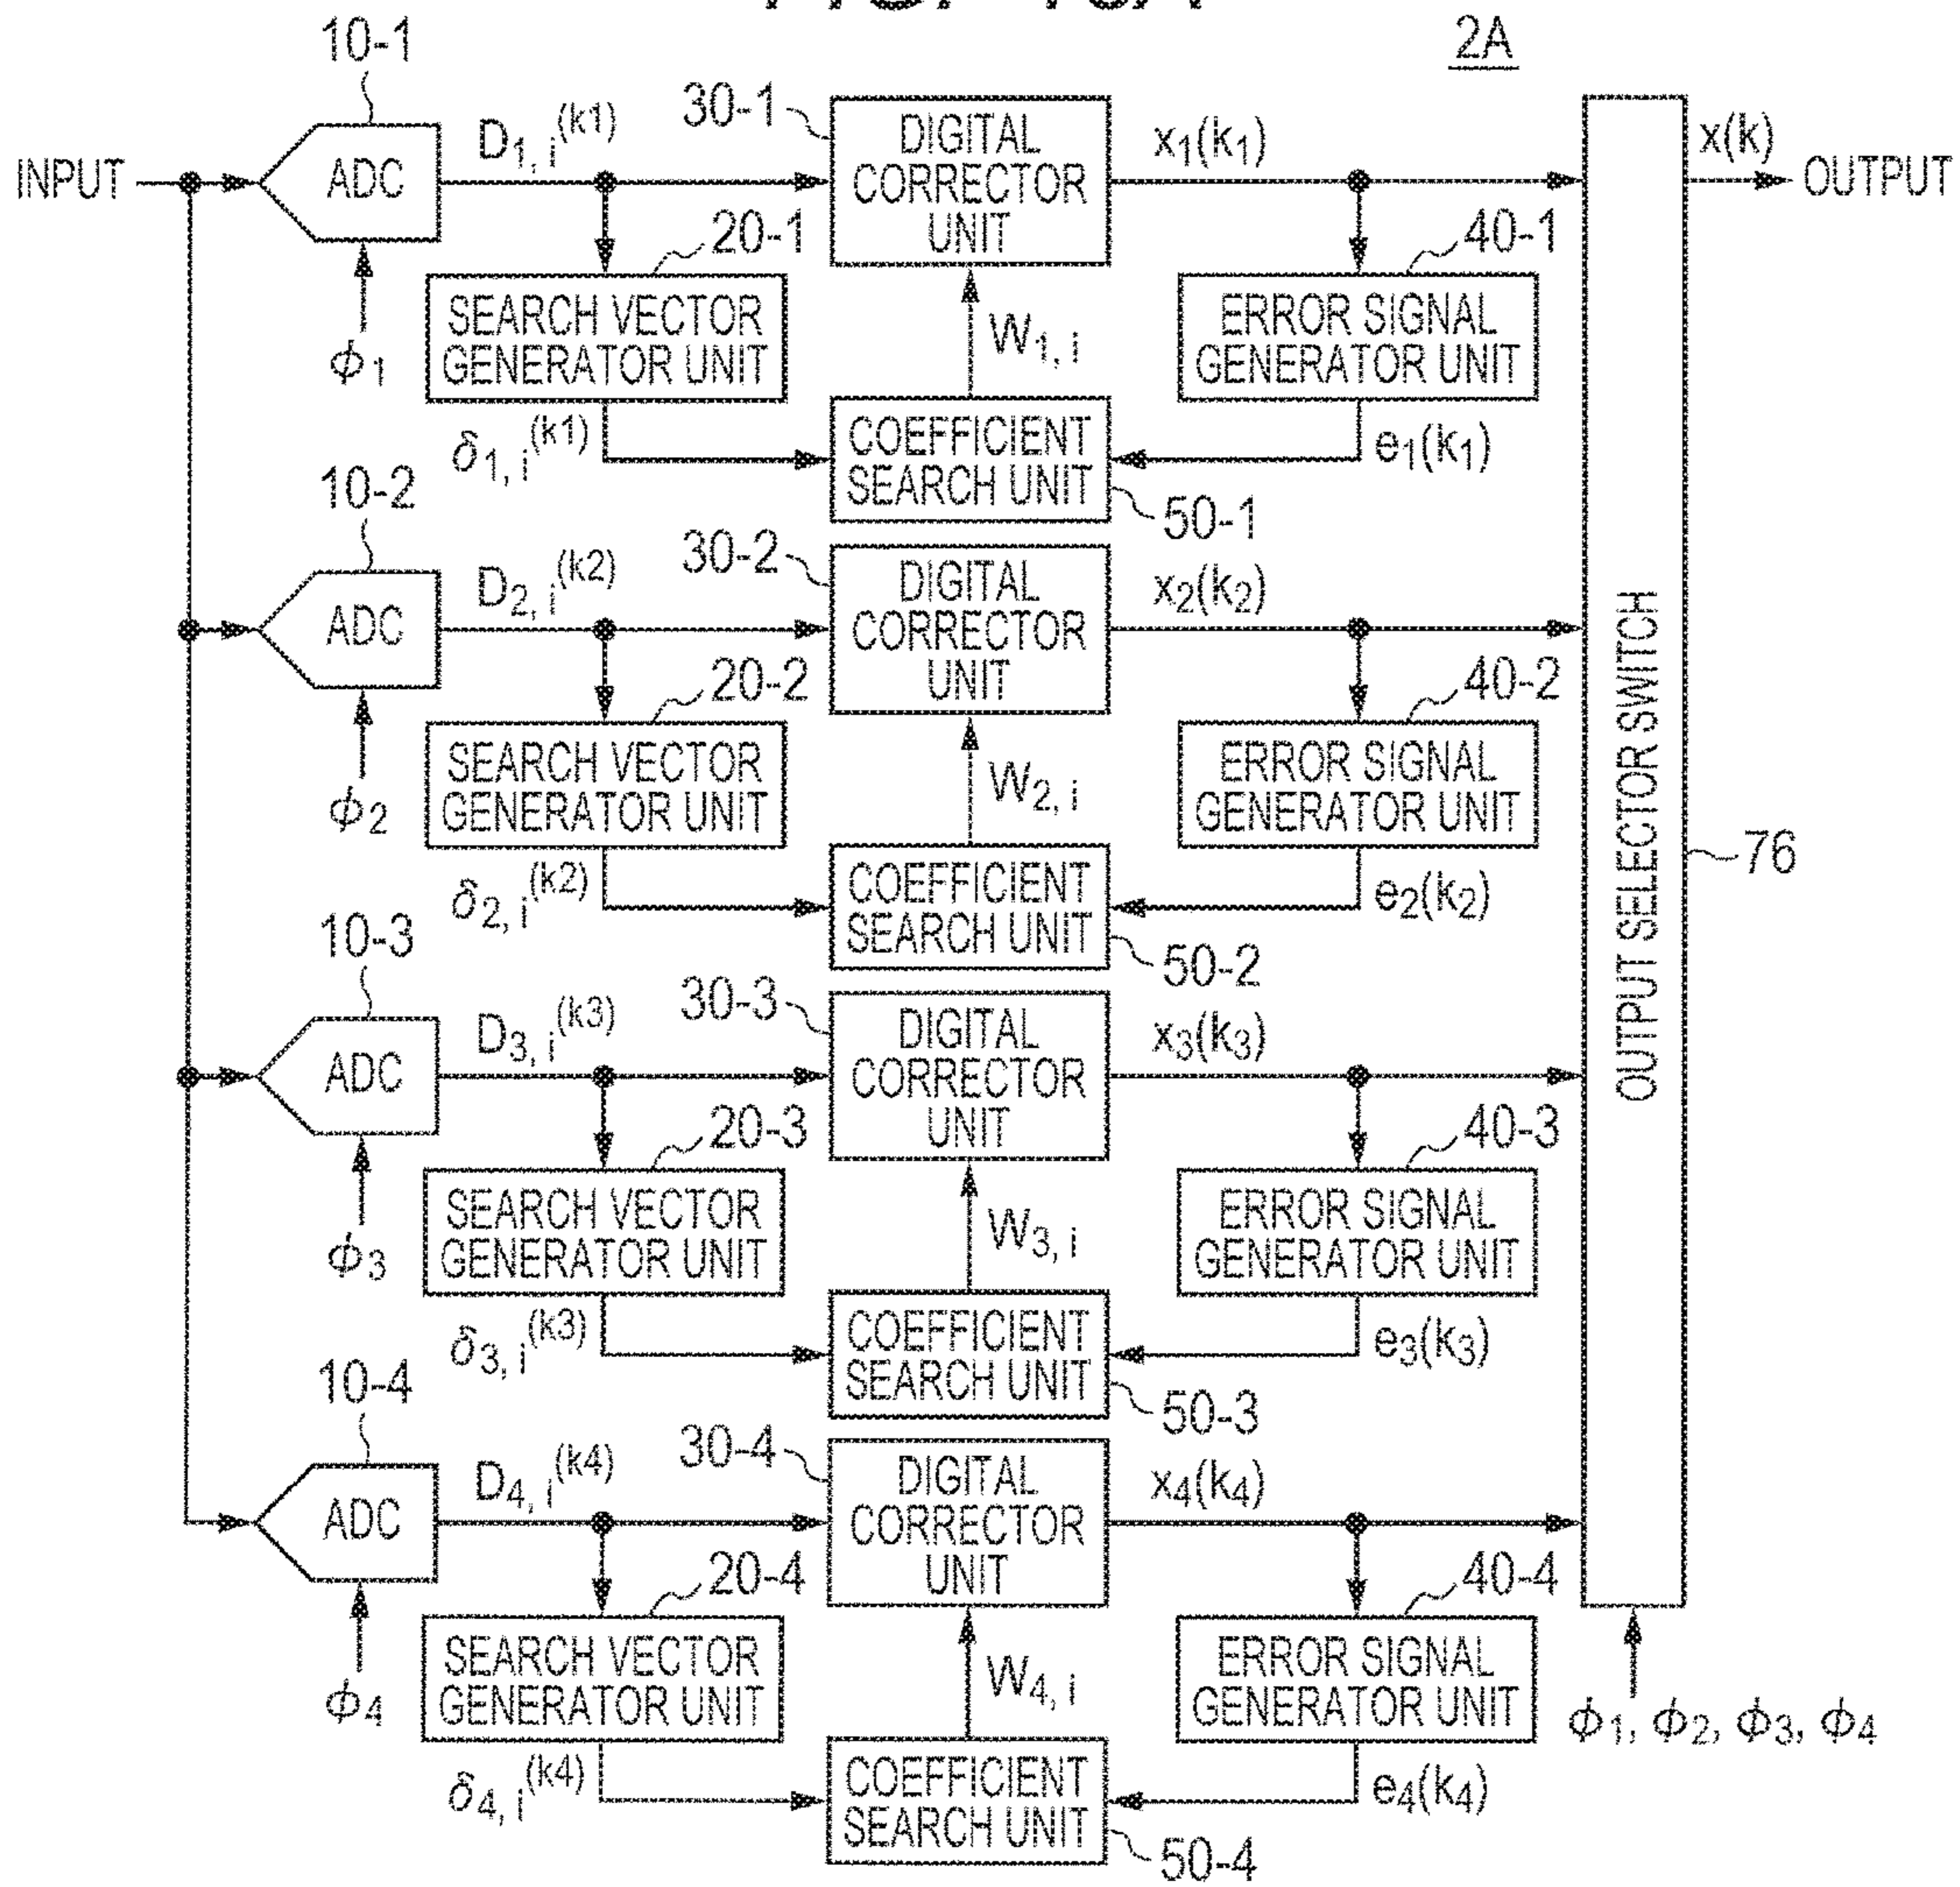 2A
10-1
30-1
INPUT
ADC
D1, i(k1)
DIGITAL
CORRECTOR
UNIT
x1(k1)
x(k)
OUTPUT
20-1
40-1
ϕ1
SEARCH VECTOR
GENERATOR UNIT
W1, i
ERROR SIGNAL
GENERATOR UNIT
δ1, i(k1)
COEFFICIENT
SEARCH UNIT
e1(k1)
50-1
10-2
30-2
ADC
D2, i(k2)
DIGITAL
CORRECTOR
UNIT
x2(k2)
20-2
40-2
ϕ2
SEARCH VECTOR
GENERATOR UNIT
W2, i
ERROR SIGNAL
GENERATOR UNIT
OUTPUT SELECTOR SWITCH
76
δ2, i(k2)
COEFFICIENT
SEARCH UNIT
e2(k2)
50-2
10-3
30-3
ADC
D3, i(k3)
DIGITAL
CORRECTOR
UNIT
x3(k3)
20-3
40-3
ϕ3
SEARCH VECTOR
GENERATOR UNIT
W3, i
ERROR SIGNAL
GENERATOR UNIT
δ3, i(k3)
COEFFICIENT
SEARCH UNIT
e3(k3)
50-3
10-4
30-4
ADC
D4, i(k4)
DIGITAL
CORRECTOR
UNIT
x4(k4)
20-4
40-4
ϕ4
SEARCH VECTOR
GENERATOR UNIT
W4, i
ERROR SIGNAL
GENERATOR UNIT
ϕ1, ϕ2, ϕ3, ϕ4
δ4, i(k4)
COEFFICIENT
SEARCH UNIT
e4(k4)
50-4